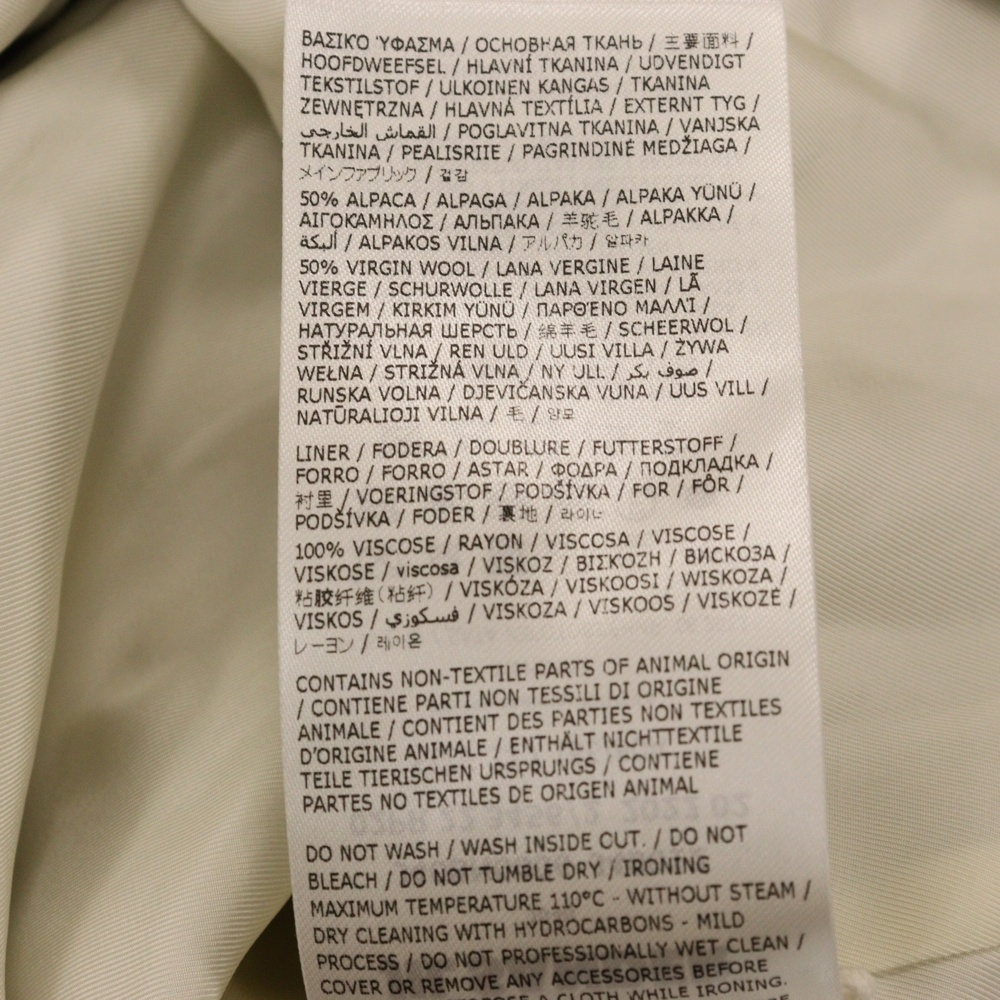 ΒΑΣΙΚΌ ΎΦΑΣΜΑ / ОСНОВНАЯ ТКАНЬ / 主要面料 /
HOOFDWEEFSEL / HLAVNÍ TKANINA / UDVENDIGT
TEKSTILSTOF / ULKOINEN KANGAS / TKANINA
ZEWNĘTRZNA / HLAVNÁ TEXTÍLIA / EXTERNT TYG /
القماش الخارجي / POGLAVITNA TKANINA / VANJSKA
TKANINA / PEALISRIIE / PAGRINDINĖ MEDŽIAGA /
メインファブリック / 겉감
50% ALPACA / ALPAGA / ALPAKA / ALPAKA YÜNÜ /
ΑΙΓΟΚΆΜΗΛΟΣ / АЛЬПАКА / 羊驼毛 / ALPAKKA /
ألبكة / ALPAKOS VILNA / アルパカ / 알파카
50% VIRGIN WOOL / LANA VERGINE / LAINE
VIERGE / SCHURWOLLE / LANA VIRGEN / LÃ
VIRGEM / KIRKIM YÜNÜ / ΠΑΡΘΈΝΟ ΜΑΛΛΊ /
НАТУРАЛЬНАЯ ШЕРСТЬ / 绵羊毛 / SCHEERWOL /
STŘIŽNÍ VLNA / REN ULD / UUSI VILLA / ŻYWA
WEŁNA / STRIŽNÁ VLNA / NY ULL / صوف بكر /
RUNSKA VOLNA / DJEVIČANSKA VUNA / UUS VILL /
NATŪRALIOJI VILNA / 毛 / 양모
LINER / FODERA / DOUBLURE / FUTTERSTOFF /
FORRO / FORRO / ASTAR / ΦΟΔΡΑ / ПОДКЛАДКА /
衬里 / VOERINGSTOF / PODŠÍVKA / FOR / FÔR /
PODŠÍVKA / FODER / 裏地 / 라이너
100% VISCOSE / RAYON / VISCOSA / VISCOSE /
VISKOSE / viscosa / VISKOZ / ΒΙΣΚΟΖΗ / ВИСКОЗА /
粘胶纤维(粘纤) / VISKÓZA / VISKOOSI / WISKOZA /
VISKOS / فسكوزي / VISKOZA / VISKOOS / VISKOZĖ /
レーヨン / 레이온
CONTAINS NON-TEXTILE PARTS OF ANIMAL ORIGIN
/ CONTIENE PARTI NON TESSILI DI ORIGINE
ANIMALE / CONTIENT DES PARTIES NON TEXTILES
D'ORIGINE ANIMALE / ENTHÄLT NICHTTEXTILE
TEILE TIERISCHEN URSPRUNGS / CONTIENE
PARTES NO TEXTILES DE ORIGEN ANIMAL
DO NOT WASH / WASH INSIDE CUT. / DO NOT
BLEACH / DO NOT TUMBLE DRY / IRONING
MAXIMUM TEMPERATURE 110°C - WITHOUT STEAM /
DRY CLEANING WITH HYDROCARBONS - MILD
PROCESS / DO NOT PROFESSIONALLY WET CLEAN /
COVER OR REMOVE ANY ACCESSORIES BEFORE
CLOTH WHILE IRONING.